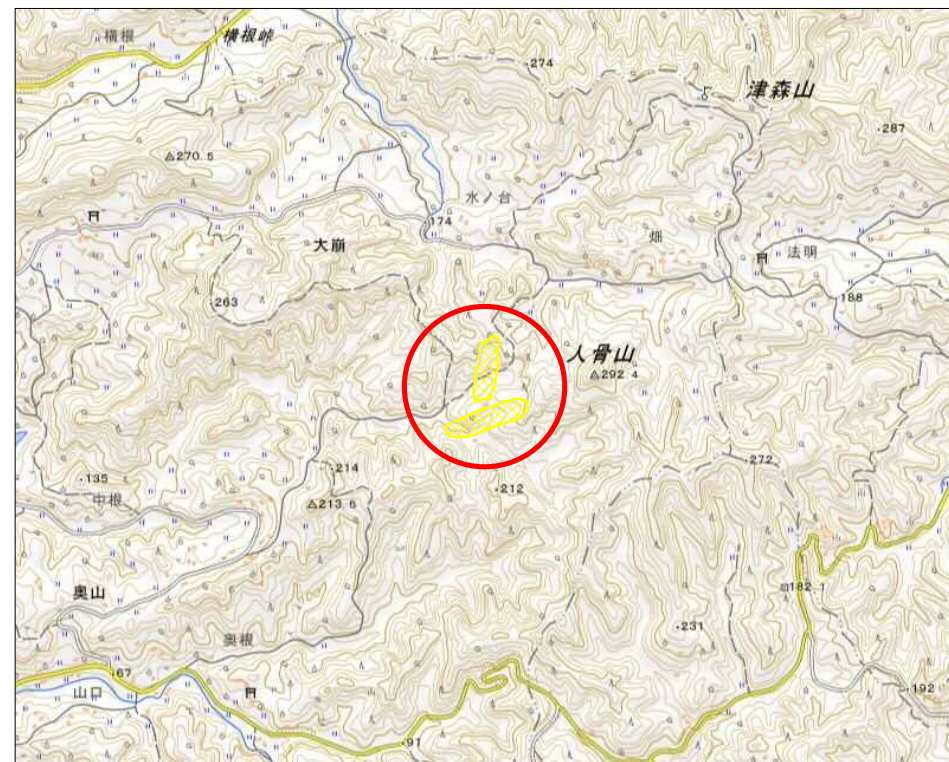 横根
横根峠
274
津森山
287
△270.5
水ノ台
174
大崩
畑
法明
263
188
人骨山
△292.4
272
214
135
中根
212
△213.6
奥山
182.1
231
奥根
67
山口
192
91